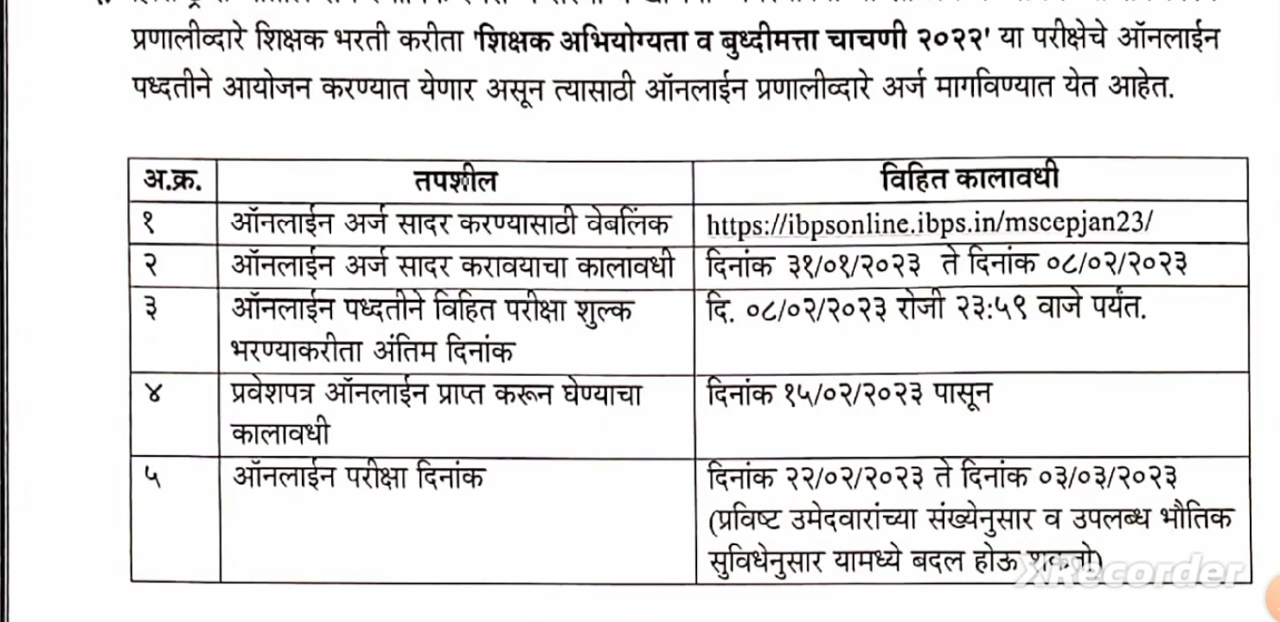 प्रणालीव्दारे शिक्षक भरती करीता 'शिक्षक अभियोग्यता व बुध्दीमत्ता चाचणी २०२२' या परीक्षेचे ऑनलाईन
पध्दतीने आयोजन करण्यात येणार असून त्यासाठी ऑनलाईन प्रणालीव्दारे अर्ज मागविण्यात येत आहेत.
अ.क्र. तपशील विहित कालावधी
१ ऑनलाईन अर्ज सादर करण्यासाठी वेबलिंक https://ibpsonline.ibps.in/mscepjan23/
२ ऑनलाईन अर्ज सादर करावयाचा कालावधी दिनांक ३१/०१/२०२३ ते दिनांक ०८/०२/२०२३
३ ऑनलाईन पध्दतीने विहित परीक्षा शुल्क दि. ०८/०२/२०२३ रोजी २३:५९ वाजे पर्यंत.
भरण्याकरीता अंतिम दिनांक
४ प्रवेशपत्र ऑनलाईन प्राप्त करून घेण्याचा दिनांक १५/०२/२०२३ पासून
कालावधी
५ ऑनलाईन परीक्षा दिनांक दिनांक २२/०२/२०२३ ते दिनांक ०३/०३/२०२३
(प्रविष्ट उमेदवारांच्या संख्येनुसार व उपलब्ध भौतिक
सुविधेनुसार यामध्ये बदल होऊ शकतो)
XRecorder